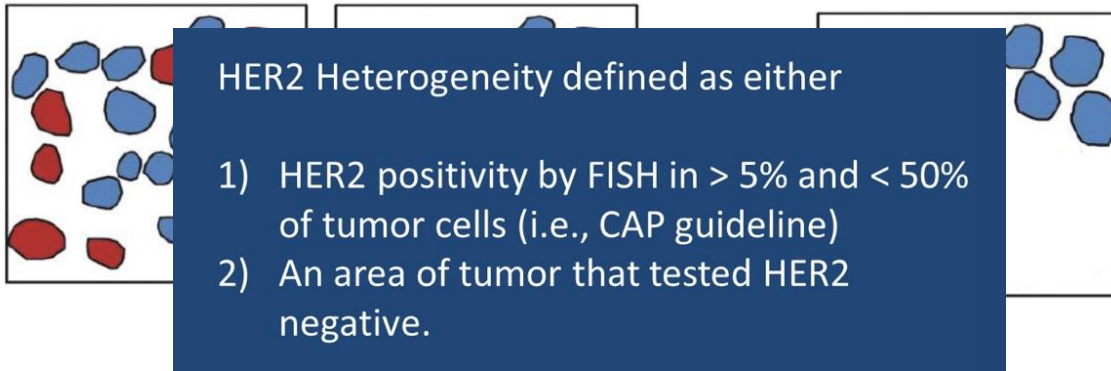 HER2 Heterogeneity defined as either
1) HER2 positivity by FISH in > 5% and < 50%
of tumor cells (i.e., CAP guideline)
2) An area of tumor that tested HER2
negative.